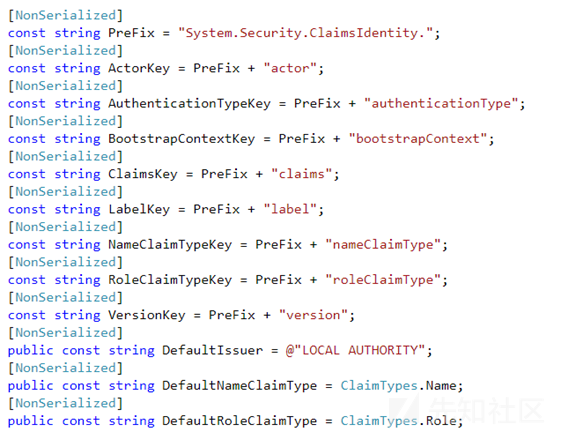 [NonSerialized]
const string PreFix = "System.Security.ClaimsIdentity.";
[NonSerialized]
const string ActorKey = PreFix + "actor";
[NonSerialized]
const string AuthenticationTypeKey = PreFix + "authenticationType";
[NonSerialized]
const string BootstrapContextKey = PreFix + "bootstrapContext";
[NonSerialized]
const string ClaimsKey = PreFix + "claims";
[NonSerialized]
const string LabelKey = PreFix + "label";
[NonSerialized]
const string NameClaimTypeKey = PreFix + "nameClaimType";
[NonSerialized]
const string RoleClaimTypeKey = PreFix + "roleClaimType";
[NonSerialized]
const string VersionKey = PreFix + "version";
[NonSerialized]
public const string DefaultIssuer = @"LOCAL AUTHORITY";
[NonSerialized]
public const string DefaultNameClaimType = ClaimTypes.Name;
[NonSerialized]
public const string DefaultRoleClaimType = ClaimTypes.Role;
先知社区